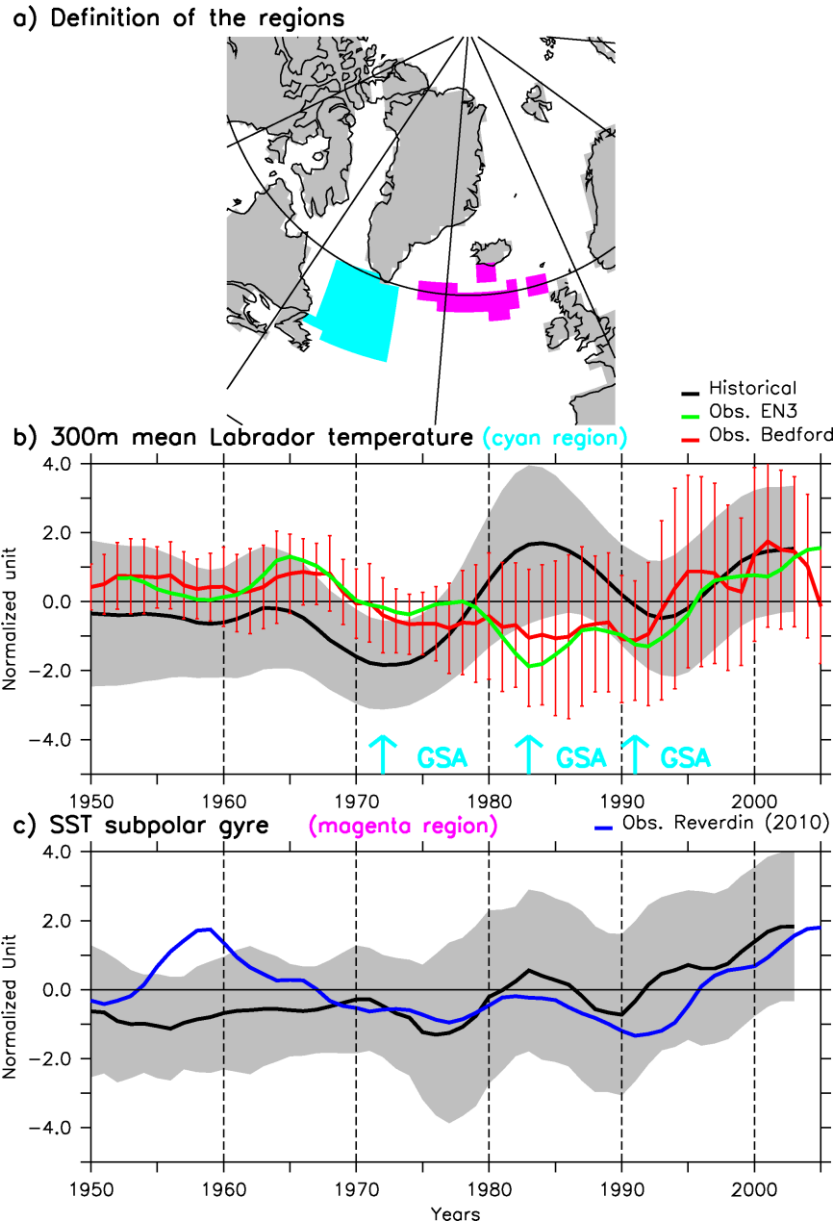 a) Definition of the regions
Historical
Obs. EN3
b) 300m mean Labrador temperature (cyan region)
Obs. Bedford
4.0
2.0
0.0
-2.0
-4.0
Normalized unit
GSA GSA GSA
1950 1960 1970 1980 1990 2000
c) SST subpolar gyre (magenta region)
Obs. Reverdin (2010)
4.0
2.0
0.0
-2.0
-4.0
Normalized Unit
1950 1960 1970 1980 1990 2000
Years